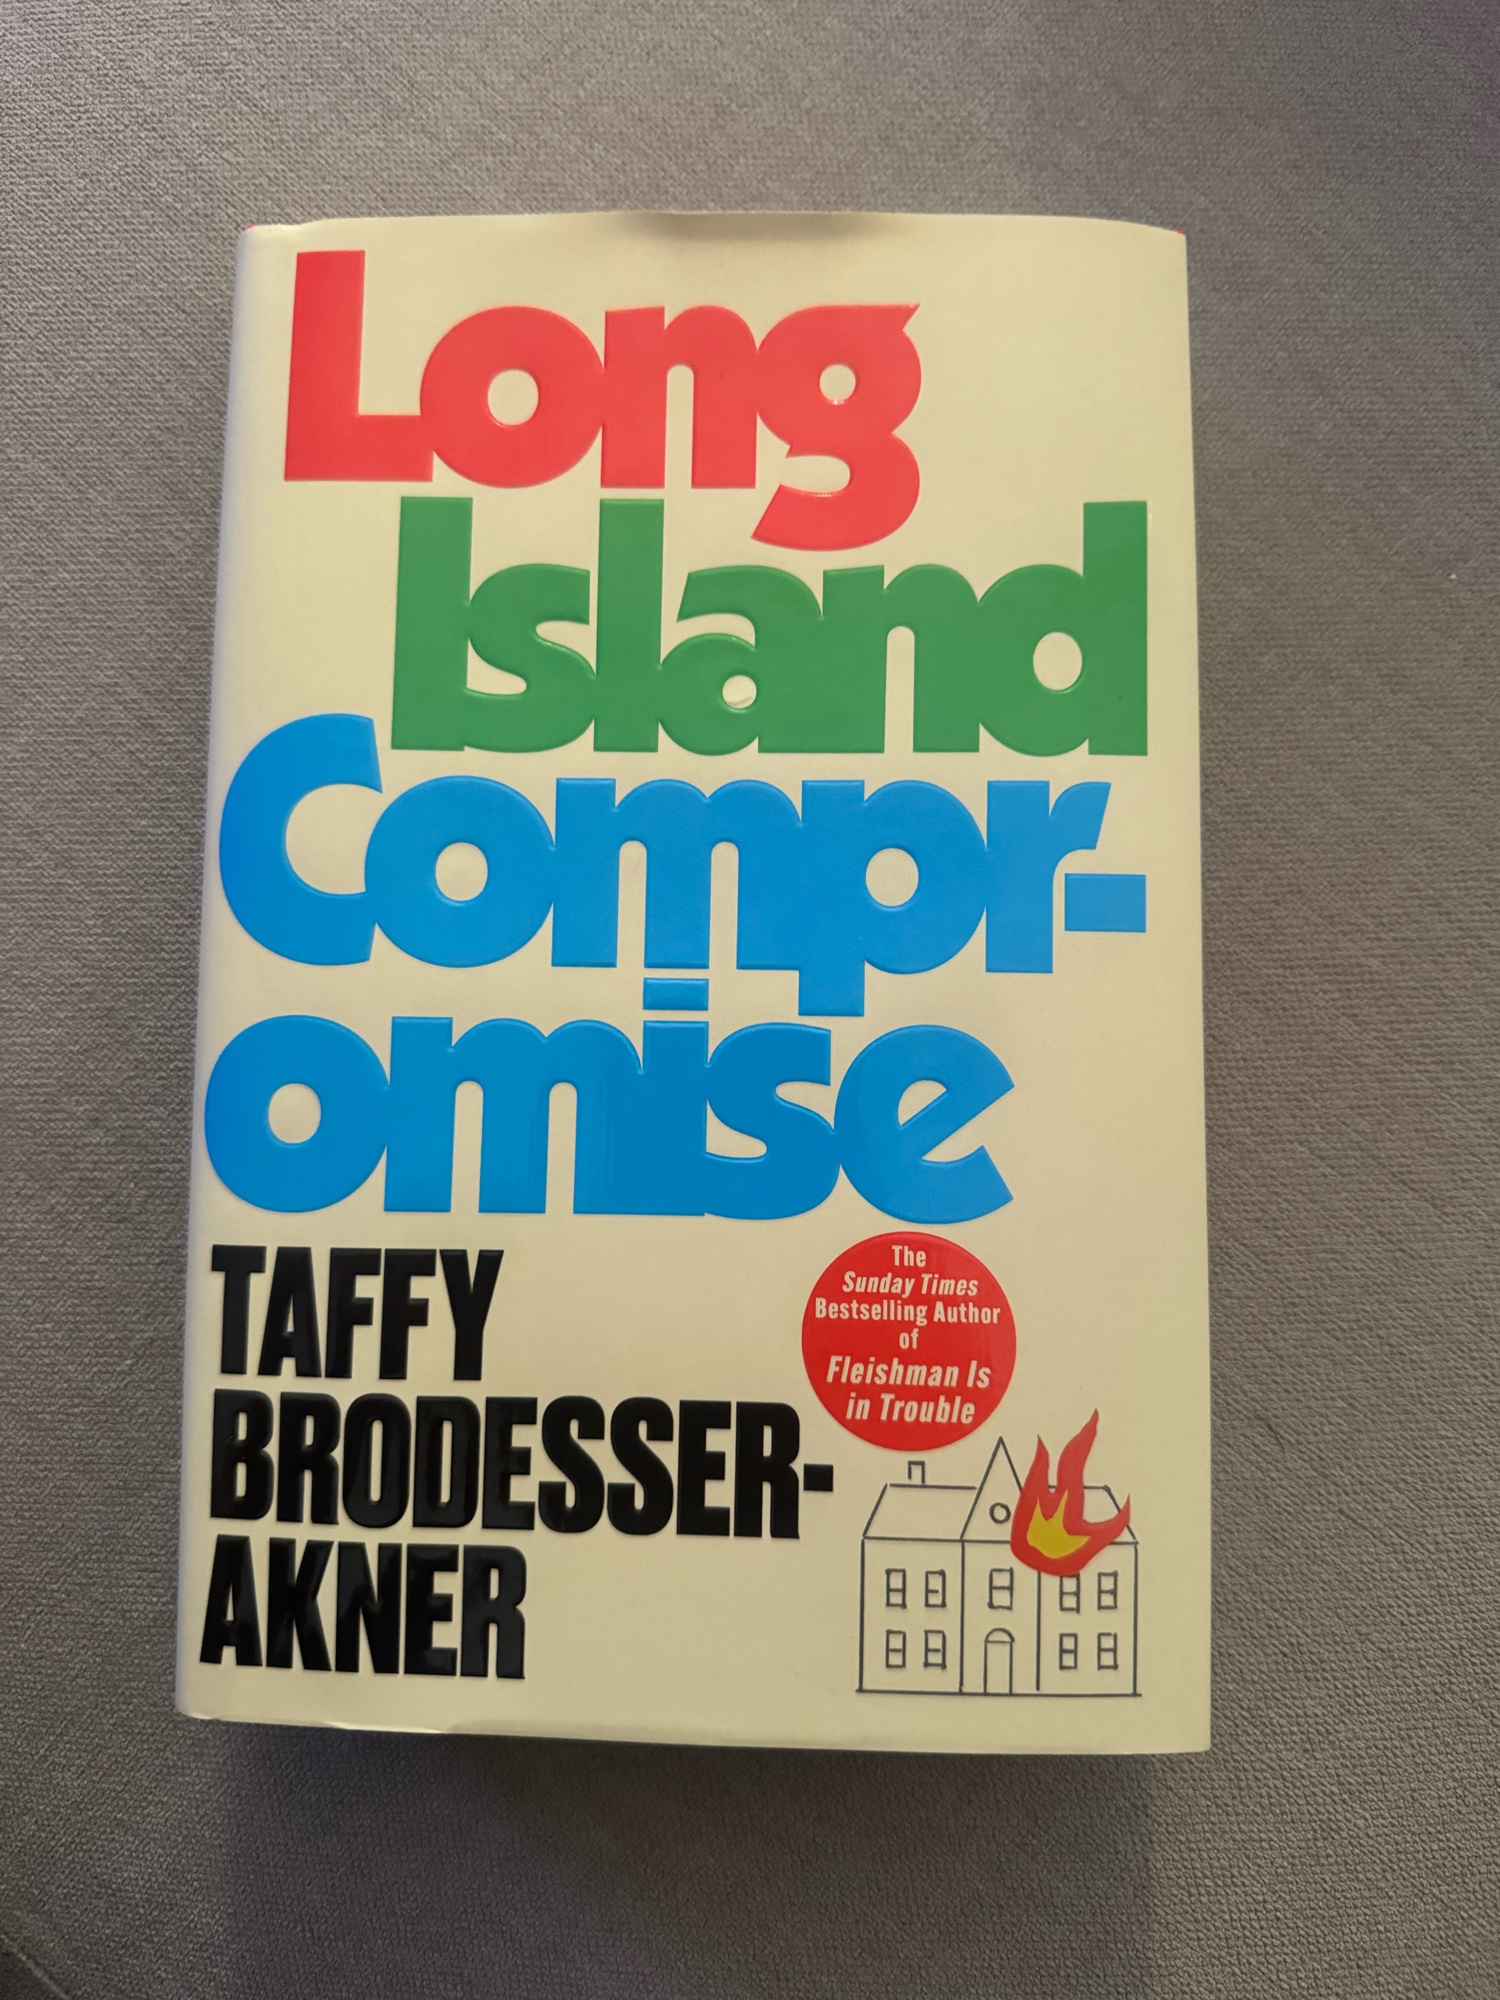 Long
Island
Compr-
omise
TAFFY
BRODESSER-
AKNER
The
Sunday Times
Bestselling Author
of
Fleishman Is
in Trouble